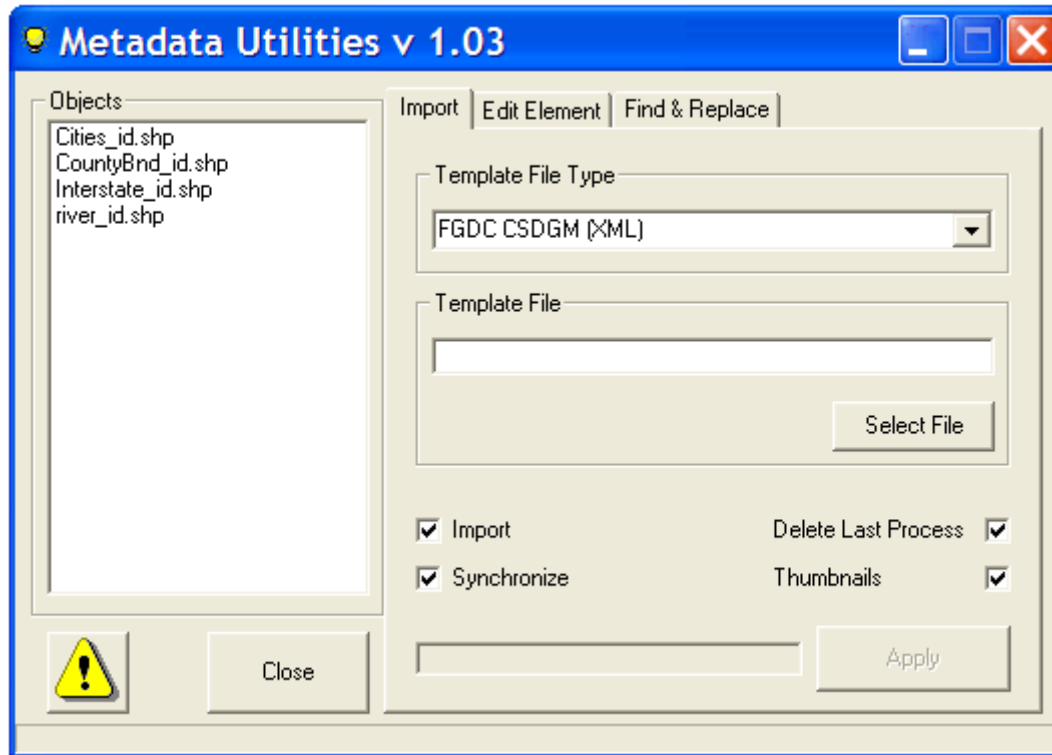 Metadata Utilities v 1.03
Objects
Cities_id.shp
CountyBnd_id.shp
Interstate_id.shp
river_id.shp
Import
Edit Element
Find & Replace
Template File Type
FGDC CSDGM (XML)
Template File
Select File
Import
Delete Last Process
Synchronize
Thumbnails
Close
Apply